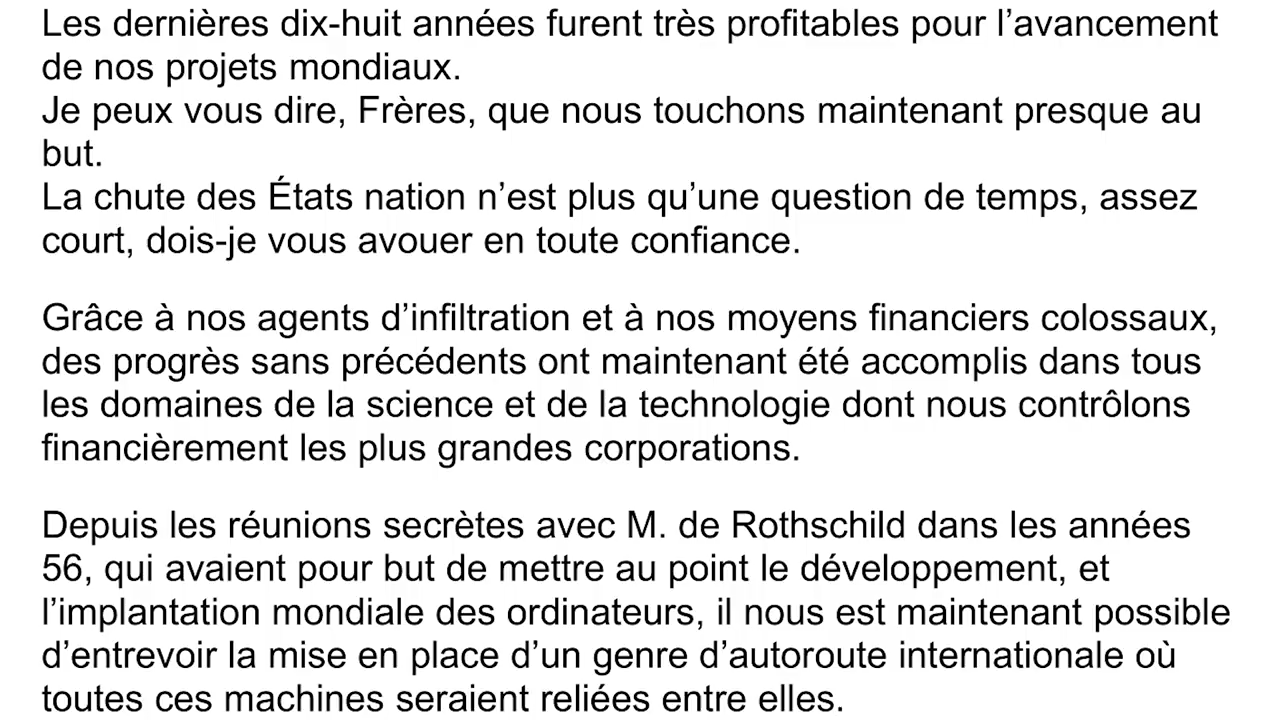 Les dernières dix-huit années furent très profitables pour l’avancement
de nos projets mondiaux.
Je peux vous dire, Frères, que nous touchons maintenant presque au
but.
La chute des États nation n’est plus qu’une question de temps, assez
court, dois-je vous avouer en toute confiance.
Grâce à nos agents d’infiltration et à nos moyens financiers colossaux,
des progrès sans précédents ont maintenant été accomplis dans tous
les domaines de la science et de la technologie dont nous contrôlons
financièrement les plus grandes corporations.
Depuis les réunions secrètes avec M. de Rothschild dans les années
56, qui avaient pour but de mettre au point le développement, et
l’implantation mondiale des ordinateurs, il nous est maintenant possible
d’entrevoir la mise en place d’un genre d’autoroute internationale où
toutes ces machines seraient reliées entre elles.